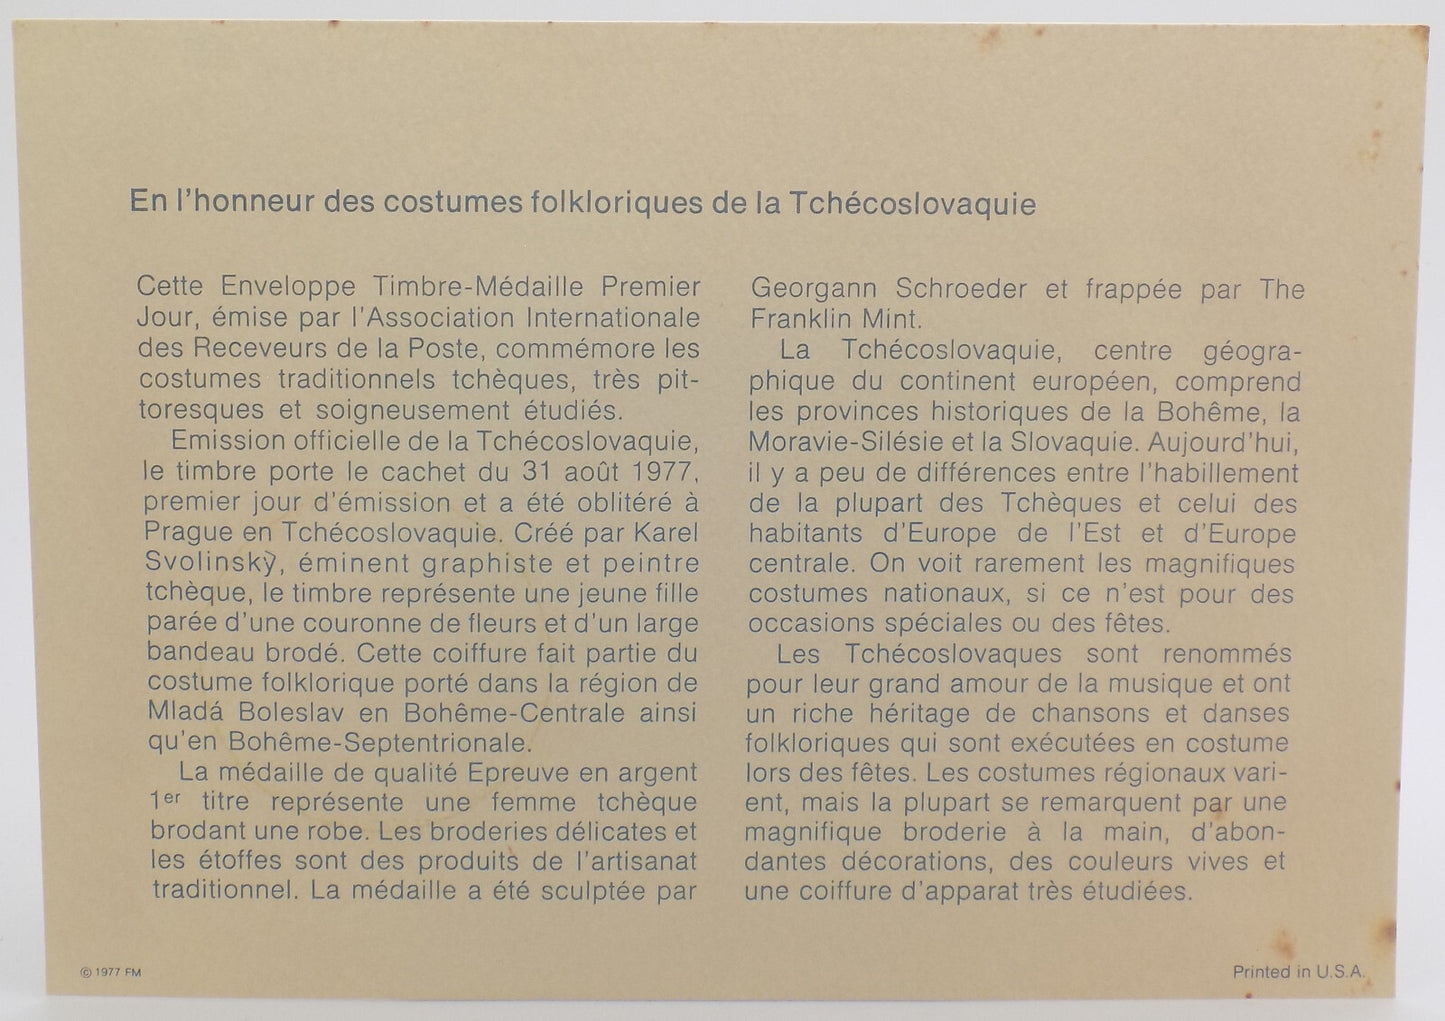 En l'honneur des costumes folkloriques de la Tchécoslovaquie
Cette Enveloppe Timbre-Médaille Premier
Jour, émise par l'Association Internationale
des Receveurs de la Poste, commémore les
costumes traditionnels tchèques, très pit-
toresques et soigneusement étudiés.
Emission officielle de la Tchécoslovaquie,
le timbre porte le cachet du 31 août 1977,
premier jour d'émission et a été oblitéré à
Prague en Tchécoslovaquie. Créé par Karel
Svolinský, éminent graphiste et peintre
tchèque, le timbre représente une jeune fille
parée d'une couronne de fleurs et d'un large
bandeau brodé. Cette coiffure fait partie du
costume folklorique porté dans la région de
Mladá Boleslav en Bohême-Centrale ainsi
qu'en Bohême-Septentrionale.
La médaille de qualité Epreuve en argent
1er titre représente une femme tchèque
brodant une robe. Les broderies délicates et
les étoffes sont des produits de l'artisanat
traditionnel. La médaille a été sculptée par
Georgann Schroeder et frappée par The
Franklin Mint.
La Tchécoslovaquie, centre géogra-
phique du continent européen, comprend
les provinces historiques de la Bohême, la
Moravie-Silésie et la Slovaquie. Aujourd'hui,
il y a peu de différences entre l'habillement
de la plupart des Tchèques et celui des
habitants d'Europe de l'Est et d'Europe
centrale. On voit rarement les magnifiques
costumes nationaux, si ce n'est pour des
occasions spéciales ou des fêtes.
Les Tchécoslovaques sont renommés
pour leur grand amour de la musique et ont
un riche héritage de chansons et danses
folkloriques qui sont exécutées en costume
lors des fêtes. Les costumes régionaux vari-
ent, mais la plupart se remarquent par une
magnifique broderie à la main, d'abon-
dantes décorations, des couleurs vives et
une coiffure d'apparat très étudiées.
© 1977 FM
Printed in U.S.A.